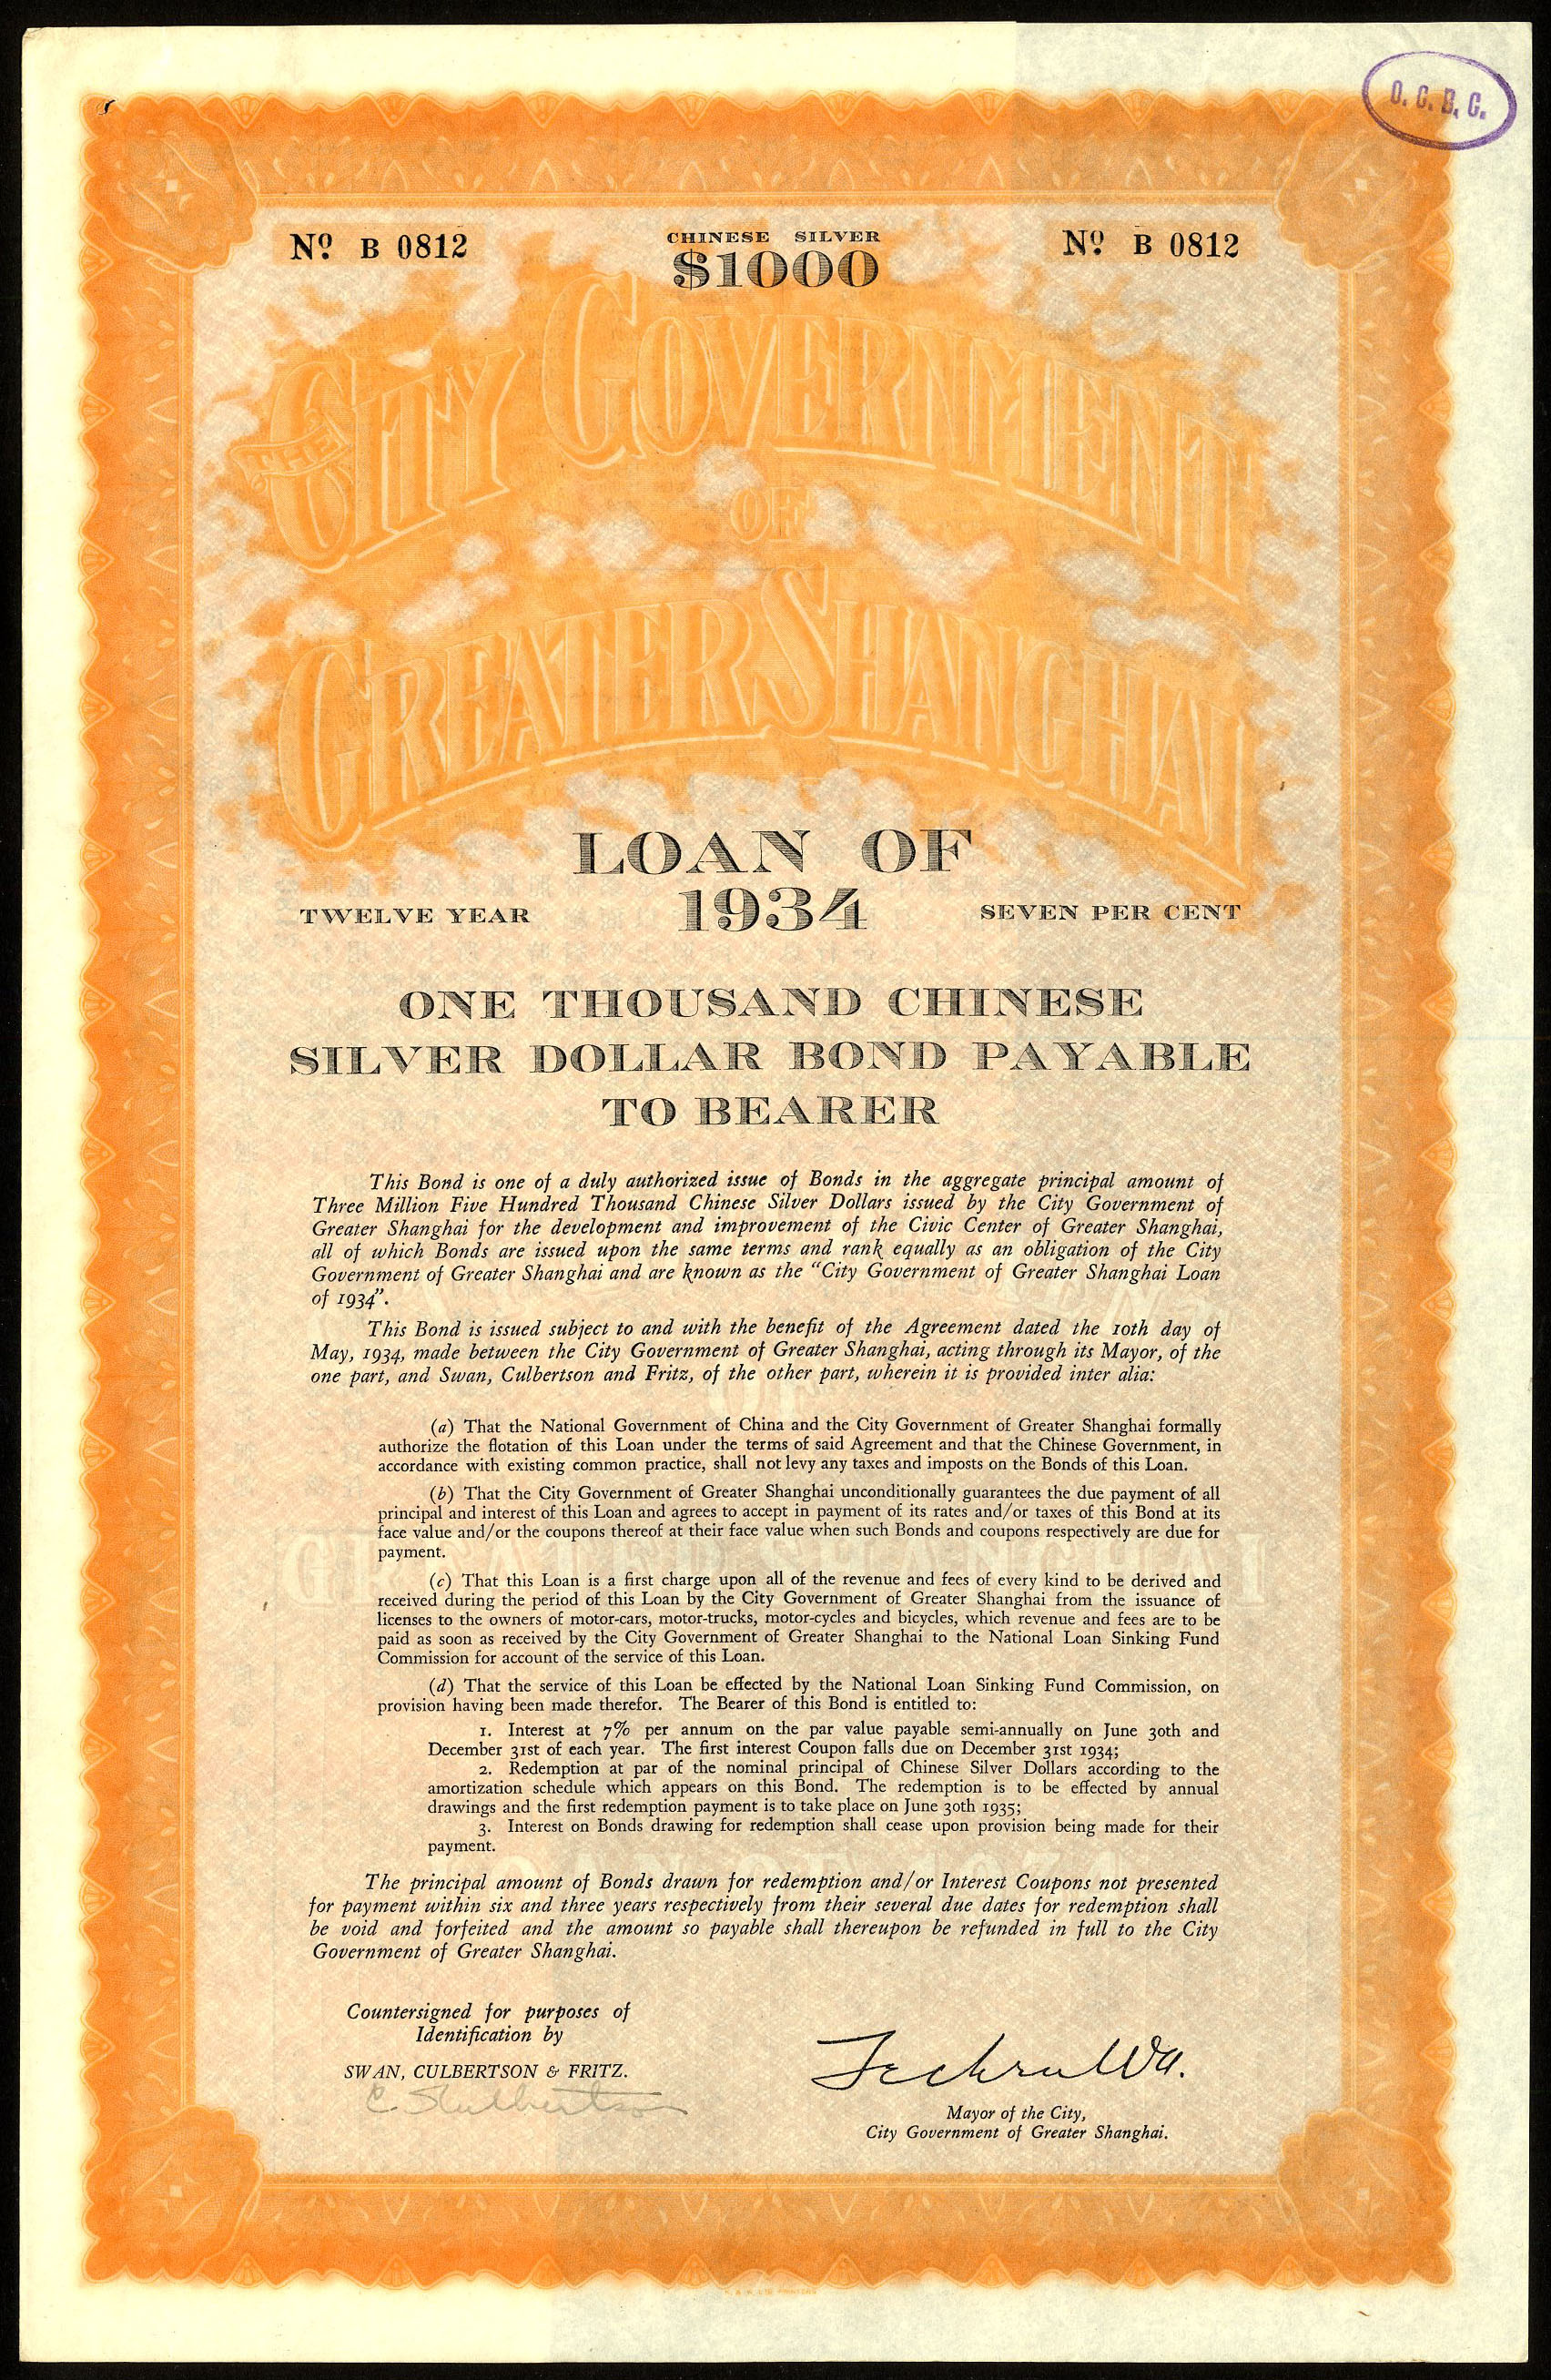 O. C. B. C.
Nº B 0812
CHINESE SILVER
$1000
Nº B 0812
THE CITY GOVERNMENT
OF
GREATER SHANGHAI
LOAN OF
1934
TWELVE YEAR
SEVEN PER CENT
ONE THOUSAND CHINESE
SILVER DOLLAR BOND PAYABLE
TO BEARER
This Bond is one of a duly authorized issue of Bonds in the aggregate principal amount of
Three Million Five Hundred Thousand Chinese Silver Dollars issued by the City Government of
Greater Shanghai for the development and improvement of the Civic Center of Greater Shanghai,
all of which Bonds are issued upon the same terms and rank equally as an obligation of the City
Government of Greater Shanghai and are known as the "City Government of Greater Shanghai Loan
of 1934".
This Bond is issued subject to and with the benefit of the Agreement dated the 10th day of
May, 1934, made between the City Government of Greater Shanghai, acting through its Mayor, of the
one part, and Swan, Culbertson and Fritz, of the other part, wherein it is provided inter alia:
(a) That the National Government of China and the City Government of Greater Shanghai formally
authorize the flotation of this Loan under the terms of said Agreement and that the Chinese Government, in
accordance with existing common practice, shall not levy any taxes and imposts on the Bonds of this Loan.
(b) That the City Government of Greater Shanghai unconditionally guarantees the due payment of all
principal and interest of this Loan and agrees to accept in payment of its rates and/or taxes of this Bond at its
face value and/or the coupons thereof at their face value when such Bonds and coupons respectively are due for
payment.
(c) That this Loan is a first charge upon all of the revenue and fees of every kind to be derived and
received during the period of this Loan by the City Government of Greater Shanghai from the issuance of
licenses to the owners of motor-cars, motor-trucks, motor-cycles and bicycles, which revenue and fees are to be
paid as soon as received by the City Government of Greater Shanghai to the National Loan Sinking Fund
Commission for account of the service of this Loan.
(d) That the service of this Loan be effected by the National Loan Sinking Fund Commission, on
provision having been made therefor. The Bearer of this Bond is entitled to:
1. Interest at 7% per annum on the par value payable semi-annually on June 30th and
December 31st of each year. The first interest Coupon falls due on December 31st 1934;
2. Redemption at par of the nominal principal of Chinese Silver Dollars according to the
amortization schedule which appears on this Bond. The redemption is to be effected by annual
drawings and the first redemption payment is to take place on June 30th 1935;
3. Interest on Bonds drawing for redemption shall cease upon provision being made for their
payment.
The principal amount of Bonds drawn for redemption and/or Interest Coupons not presented
for payment within six and three years respectively from their several due dates for redemption shall
be void and forfeited and the amount so payable shall thereupon be refunded in full to the City
Government of Greater Shanghai.
Countersigned for purposes of
Identification by
SWAN, CULBERTSON & FRITZ.
Mayor of the City,
City Government of Greater Shanghai.